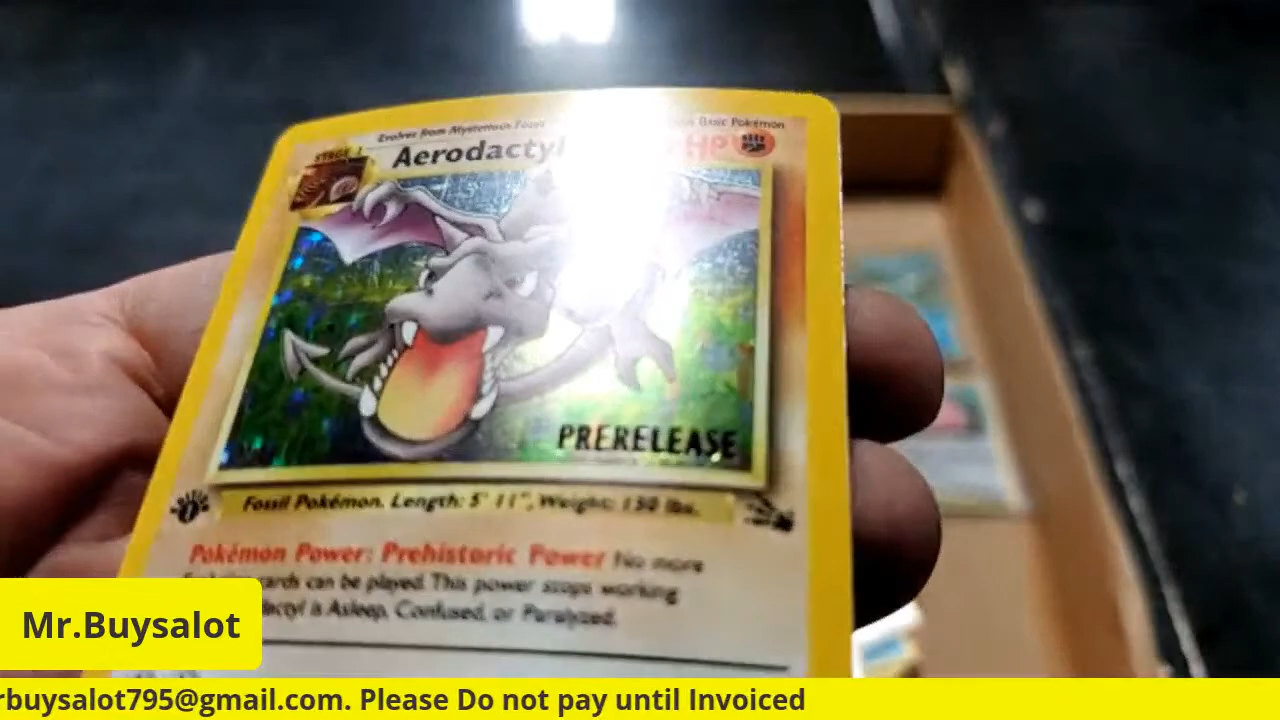 Evolves from Mysterious Fossil
Basic Pokémon
STAGE 1
Aerodactyl
HP
PRERELEASE
EDITION
1
Fossil Pokémon. Length: 5' 11", Weight: 130 lbs.
Pokémon Power: Prehistoric Power No more
cards can be played. This power stops working
is Asleep, Confused, or Paralyzed.
Mr.Buysalot
rbuysalot795@gmail.com. Please Do not pay until Invoiced